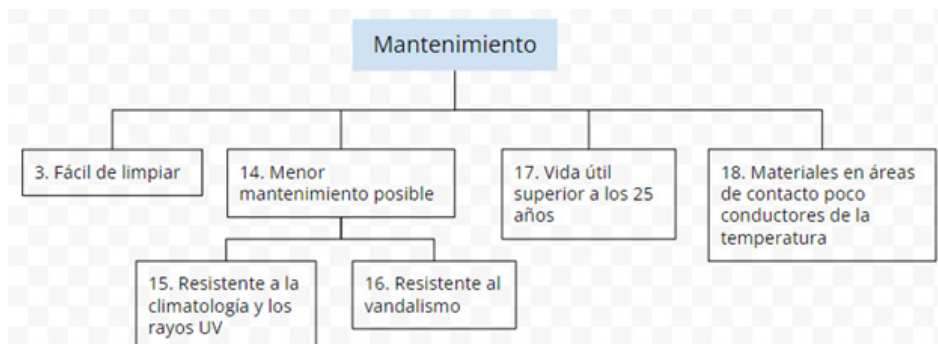 Mantenimiento
3. Fácil de limpiar
14. Menor
mantenimiento posible
17. Vida útil
superior a los 25
años
18. Materiales en áreas
de contacto poco
conductores de la
temperatura
15. Resistente a la
climatología y los
rayos UV
16. Resistente al
vandalismo